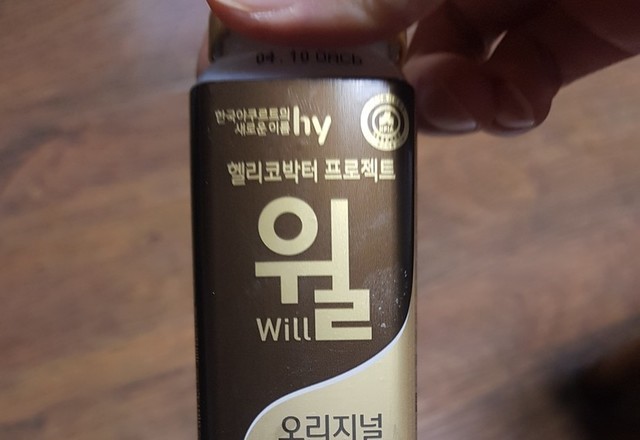 04.10 OACb
한국야쿠르트의
새로운 이름 hy
헬리코박터 프로젝트
윌
Will
오리지널